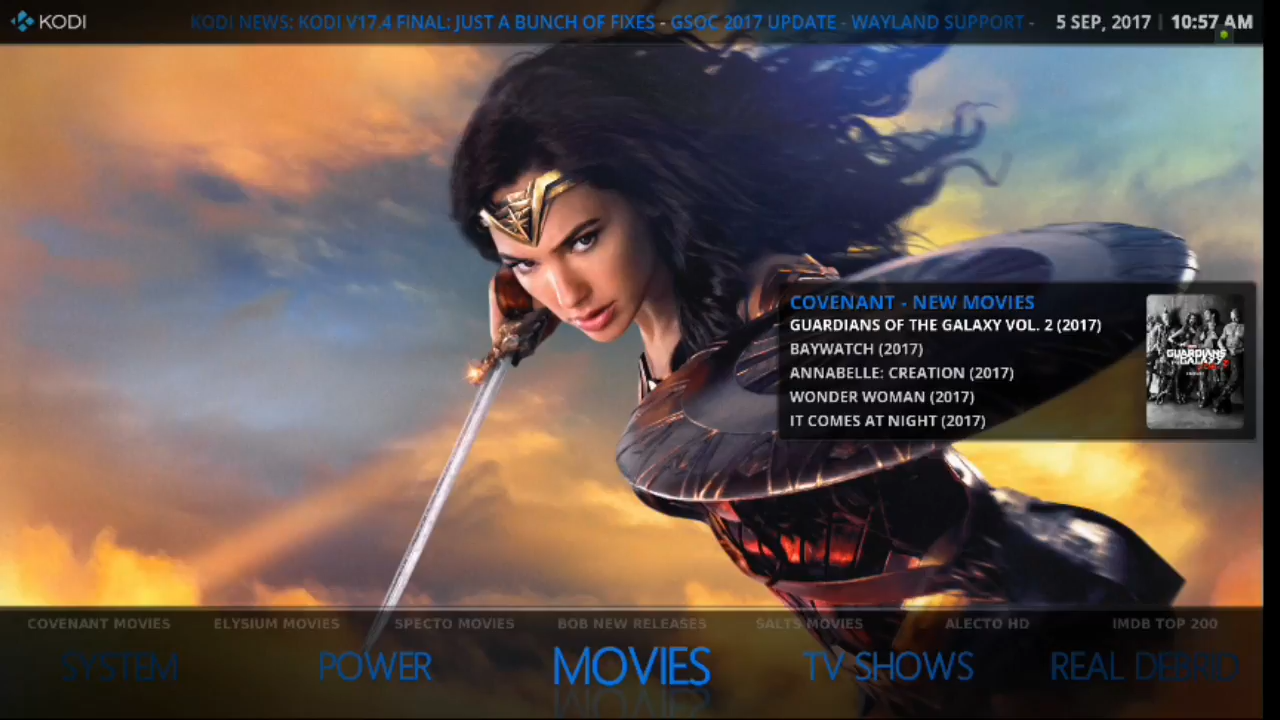 KODI
KODI NEWS: KODI V17.4 FINAL: JUST A BUNCH OF FIXES - GSOC 2017 UPDATE - WAYLAND SUPPORT -
5 SEP, 2017 | 10:57 AM
COVENANT - NEW MOVIES
GUARDIANS OF THE GALAXY VOL. 2 (2017)
BAYWATCH (2017)
ANNABELLE: CREATION (2017)
WONDER WOMAN (2017)
IT COMES AT NIGHT (2017)
GUARDIANS
GALAXY
COVENANT MOVIES
ELYSIUM MOVIES
SPECTO MOVIES
BOB NEW RELEASES
SALTS MOVIES
ALECTO HD
IMDB TOP 200
SYSTEM
POWER
MOVIES
TV SHOWS
REAL DEBRID